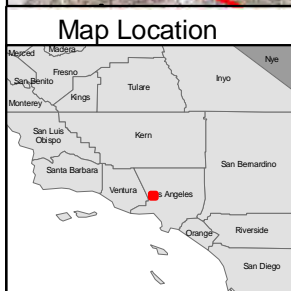 Map Location
Merced
Madera
Nye
Fresno
Inyo
San Benito
Tulare
Kings
Monterey
San Luis
Obispo
Kern
San Bernardino
Santa Barbara
Ventura
s Angeles
Orange
Riverside
San Diego